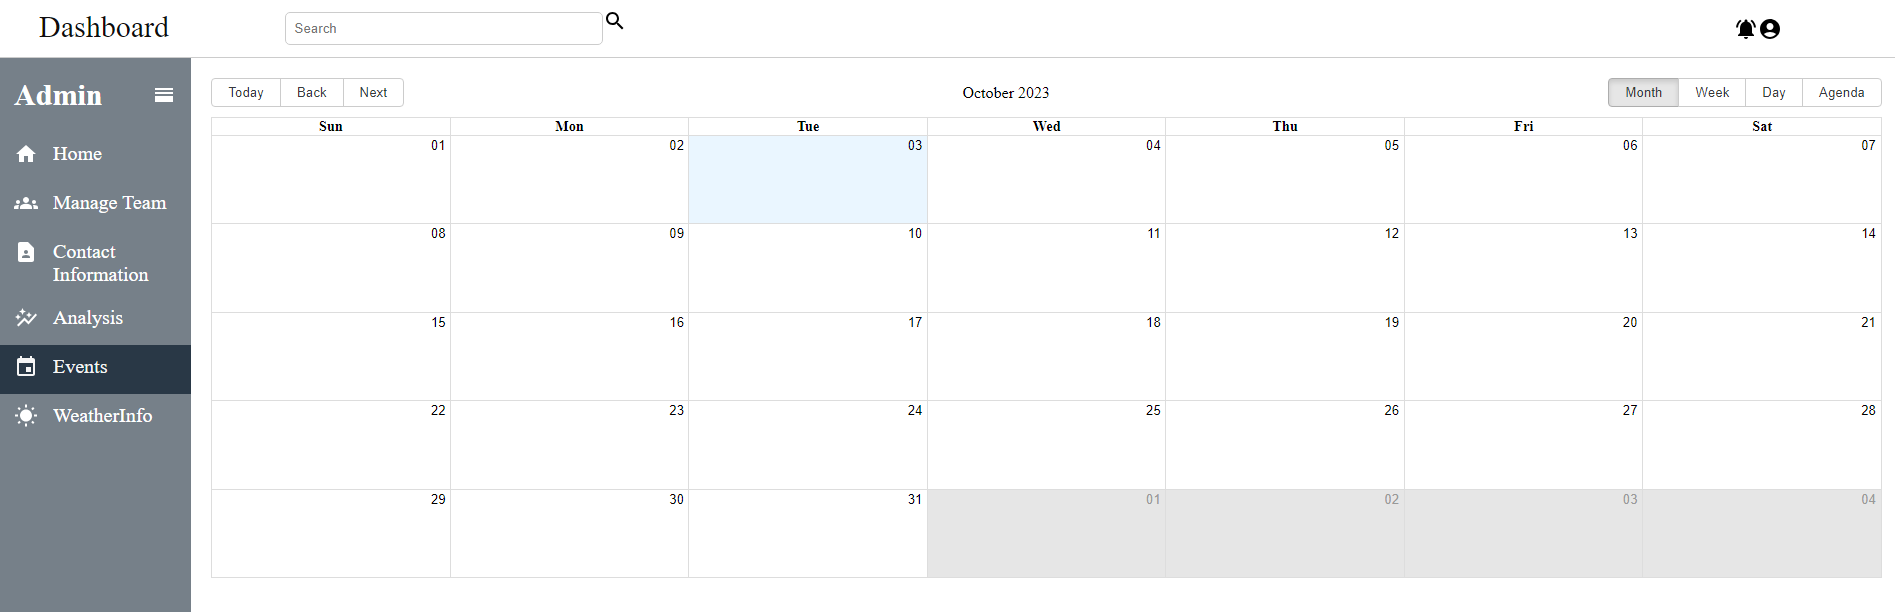 Dashboard
Search
Admin
Home
Manage Team
Contact
Information
Analysis
Events
WeatherInfo
Today Back Next
October 2023
Month Week Day Agenda
Sun Mon Tue Wed Thu Fri Sat
01 02 03 04 05 06 07
08 09 10 11 12 13 14
15 16 17 18 19 20 21
22 23 24 25 26 27 28
29 30 31 01 02 03 04